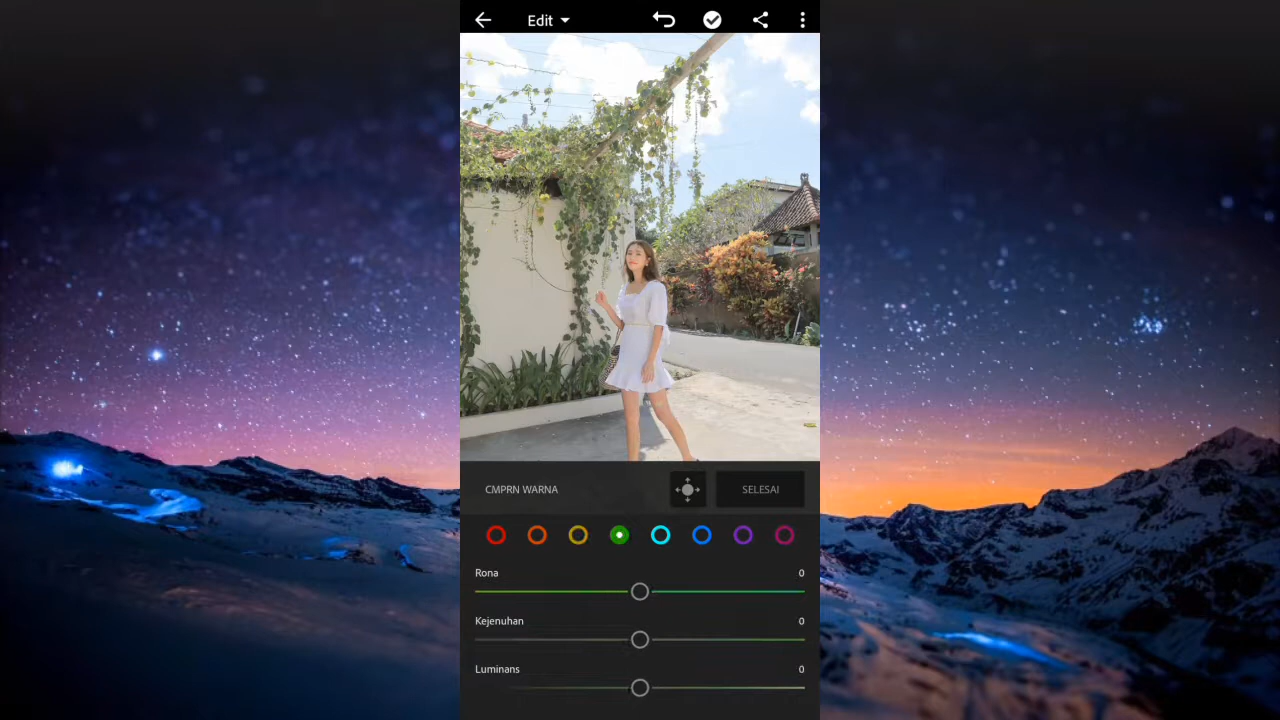 Edit
CMPRN WARNA
SELESAI
Rona 0
Kejenuhan 0
Luminans 0